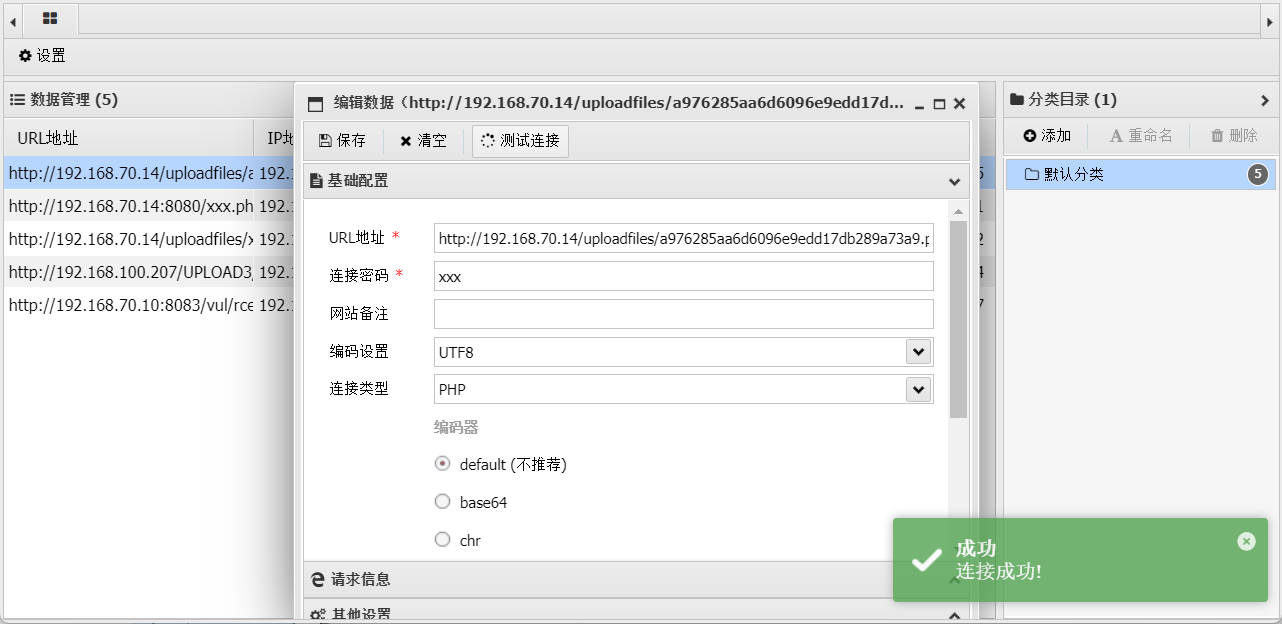 设置
数据管理 (5)
URL地址
http://192.168.70.14/uploadfiles/a 192.
http://192.168.70.14:8080/xxx.ph 192.
http://192.168.70.14/uploadfiles/x 192.
http://192.168.100.207/UPLOAD3, 192.
http://192.168.70.10:8083/vul/rce 192.
编辑数据（http://192.168.70.14/uploadfiles/a976285aa6d6096e9edd17d...
保存 清空 测试连接
基础配置
URL地址 *
http://192.168.70.14/uploadfiles/a976285aa6d6096e9edd17db289a73a9.p
连接密码 *
xxx
网站备注
编码设置
UTF8
连接类型
PHP
编码器
default (不推荐)
base64
chr
请求信息
其他设置
分类目录 (1)
添加 重命名 删除
默认分类
5
成功
连接成功!